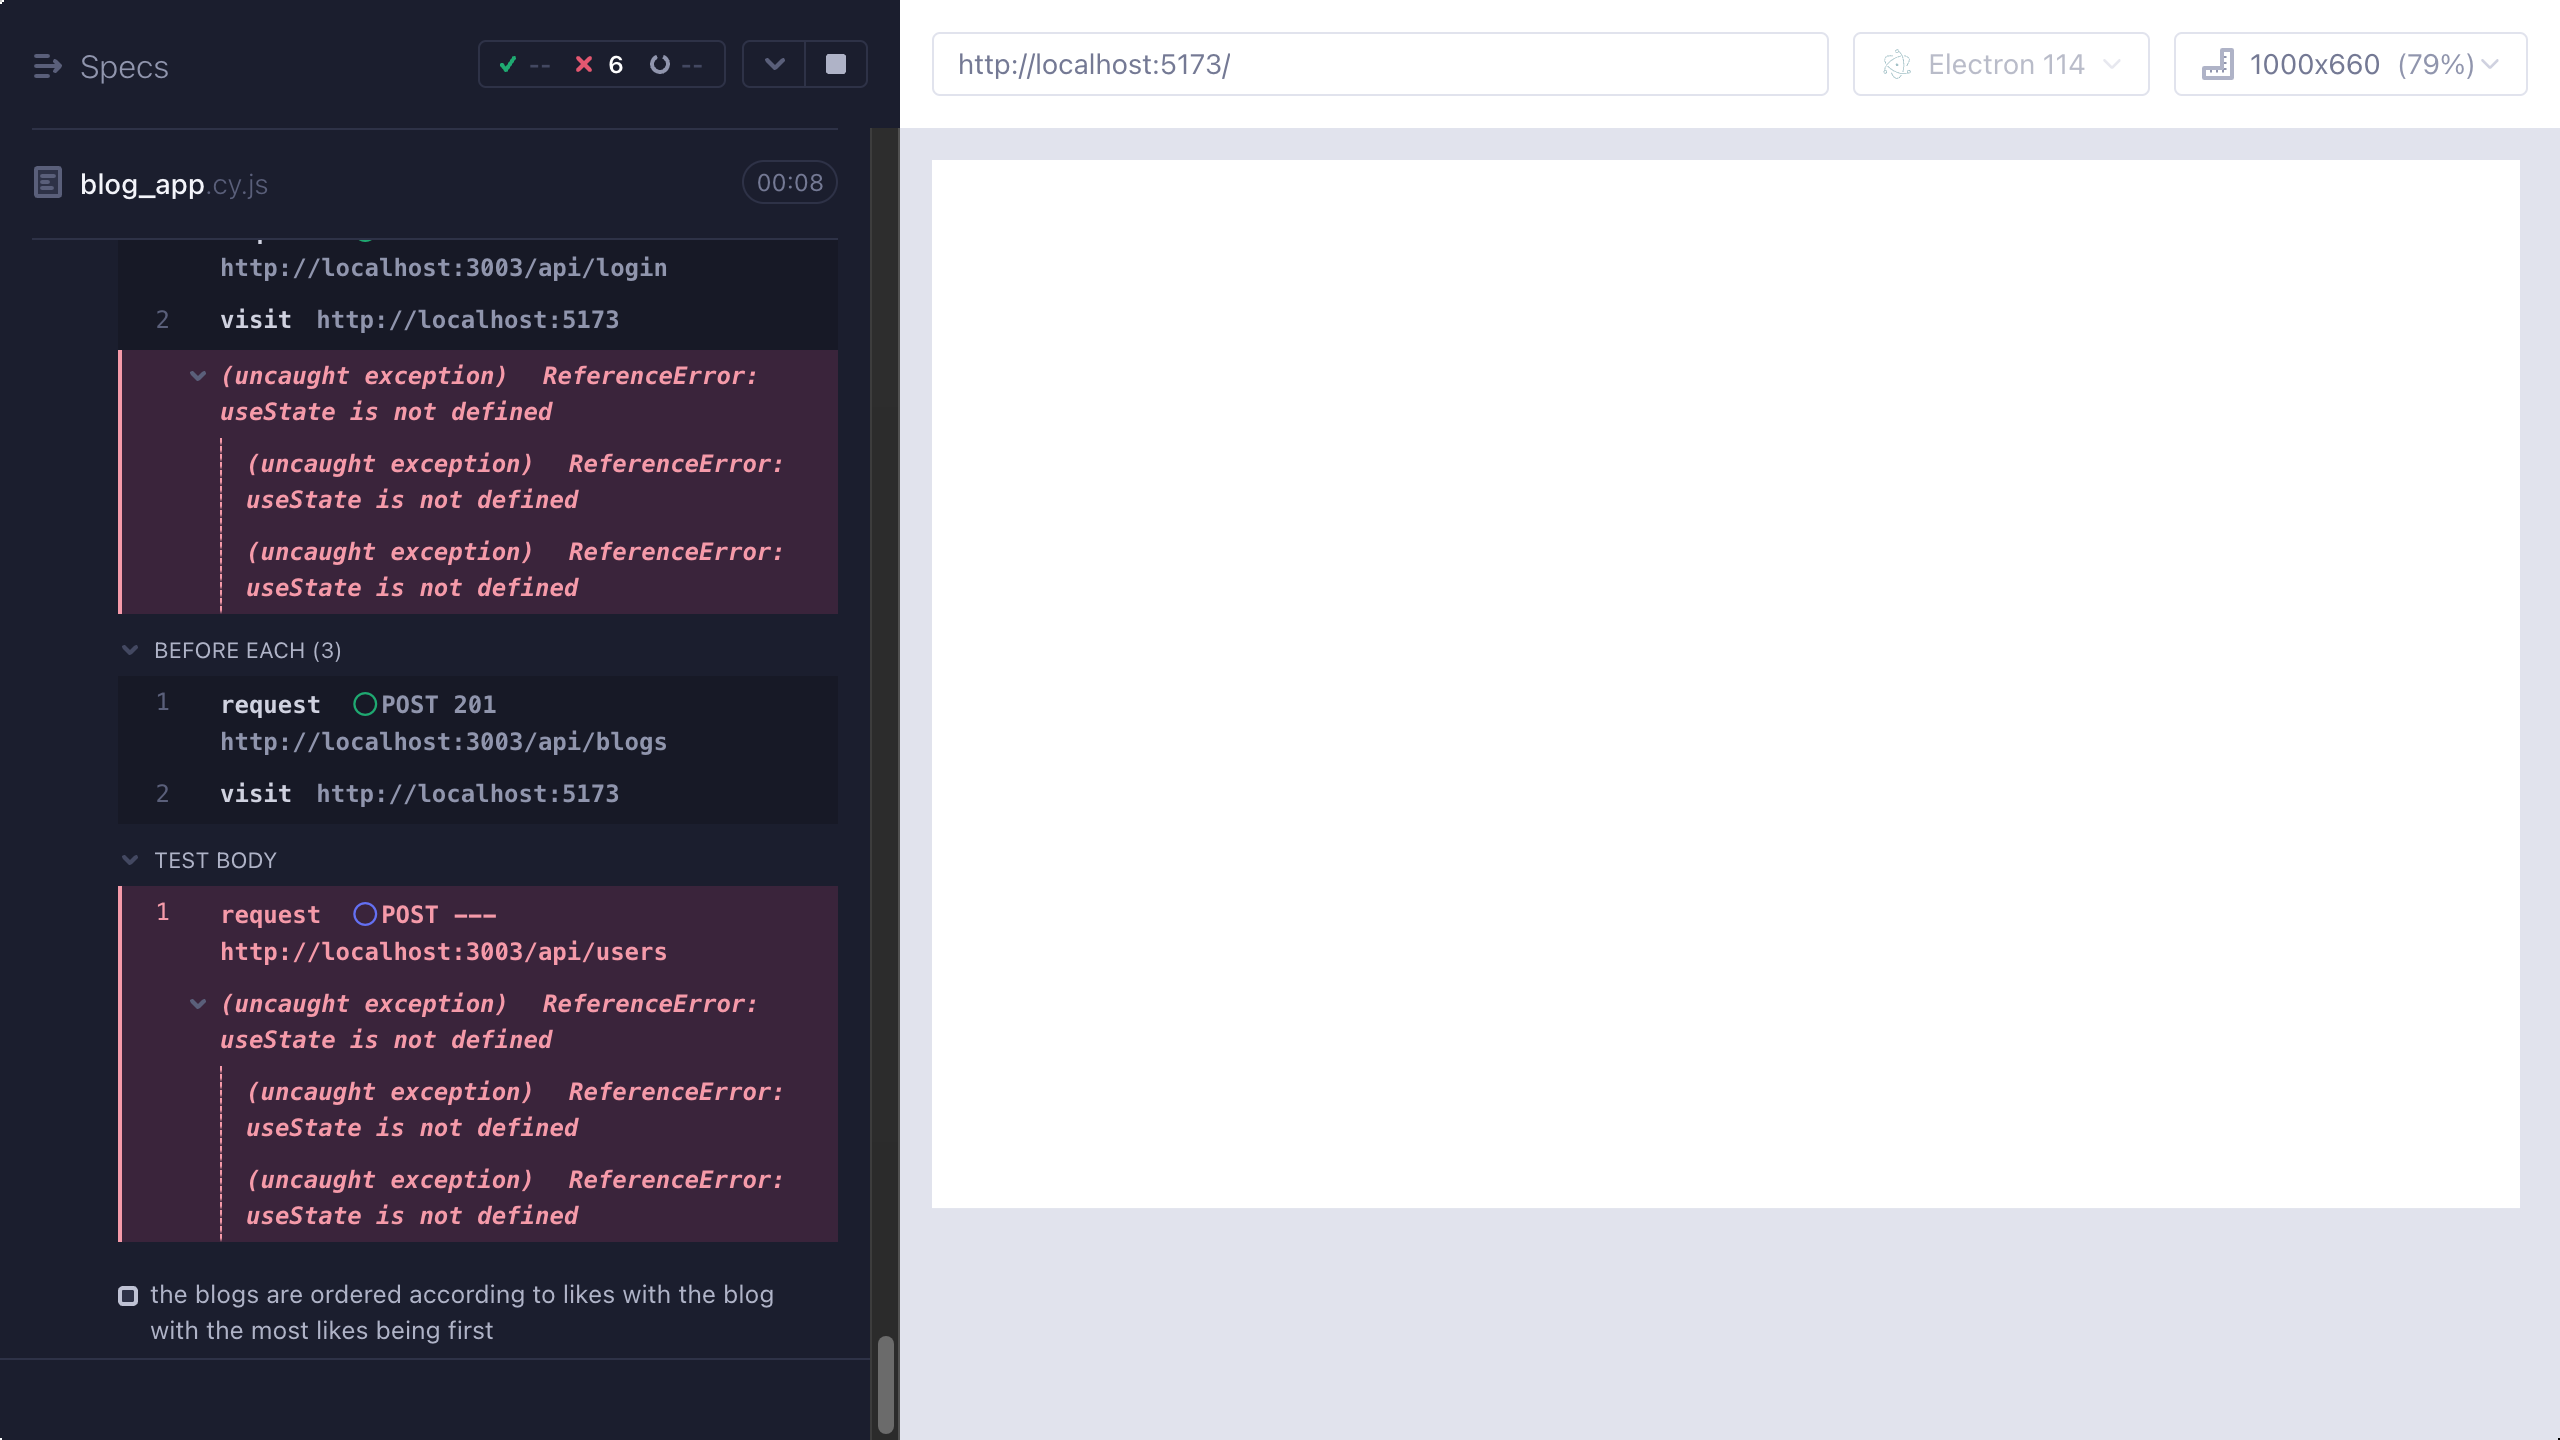 Specs
-- 6 --
http://localhost:5173/
Electron 114
1000x660 (79%)
blog_app.cy.js
00:08
http://localhost:3003/api/login
2 visit http://localhost:5173
(uncaught exception) ReferenceError:
useState is not defined
(uncaught exception) ReferenceError:
useState is not defined
(uncaught exception) ReferenceError:
useState is not defined
BEFORE EACH (3)
1 request POST 201
http://localhost:3003/api/blogs
2 visit http://localhost:5173
TEST BODY
1 request POST ---
http://localhost:3003/api/users
(uncaught exception) ReferenceError:
useState is not defined
(uncaught exception) ReferenceError:
useState is not defined
(uncaught exception) ReferenceError:
useState is not defined
the blogs are ordered according to likes with the blog
with the most likes being first